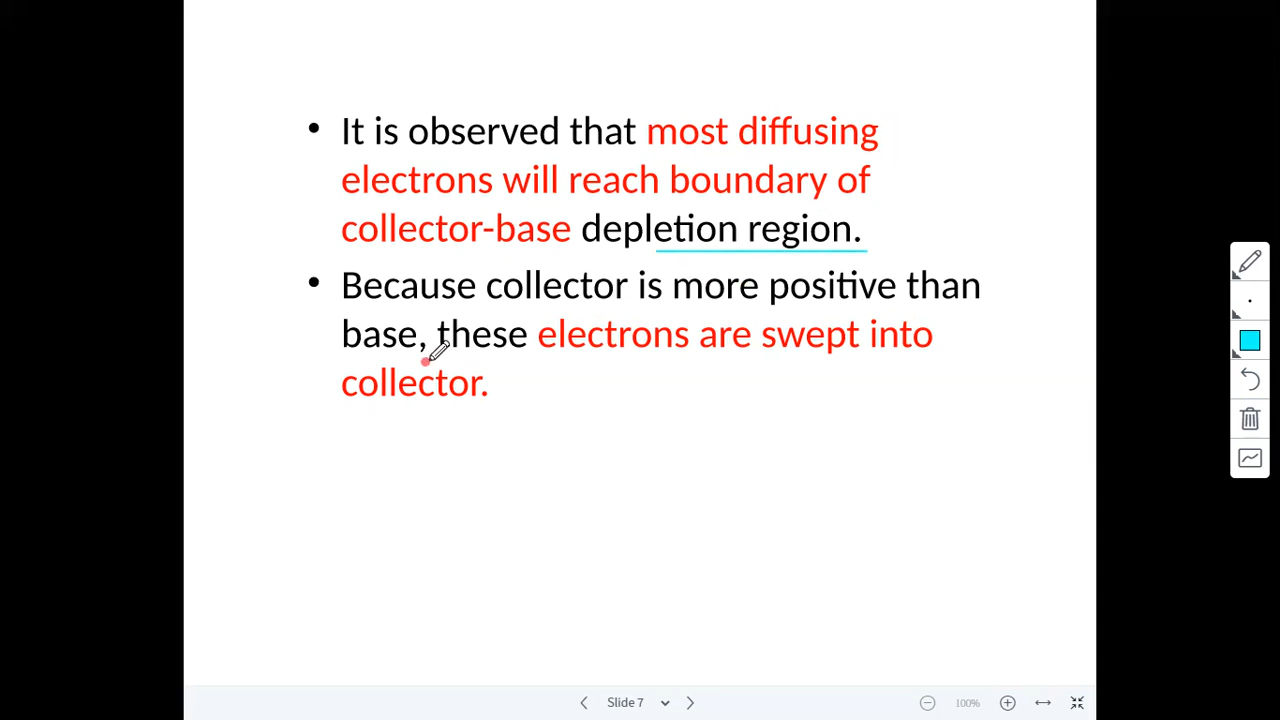 • It is observed that most diffusing
electrons will reach boundary of
collector-base depletion region.
• Because collector is more positive than
base, these electrons are swept into
collector.
Slide 7
100%